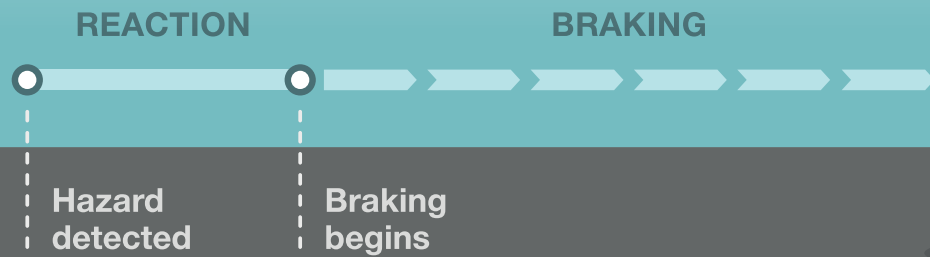 REACTION
BRAKING
Hazard
detected
Braking
begins